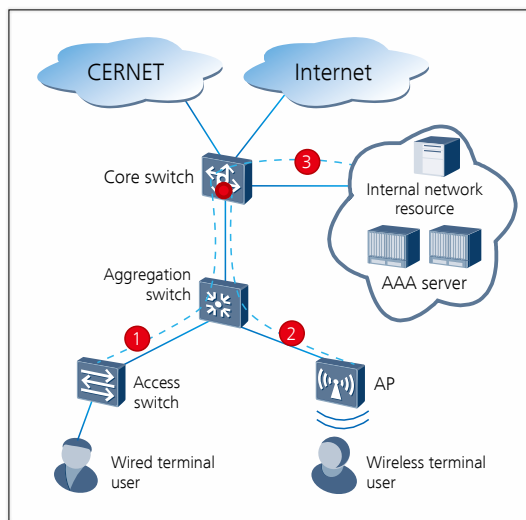 CERNET
Internet
3
Core switch
Internal network
resource
AAA server
Aggregation
switch
1
2
Access
switch
AP
Wired terminal
user
Wireless terminal
user